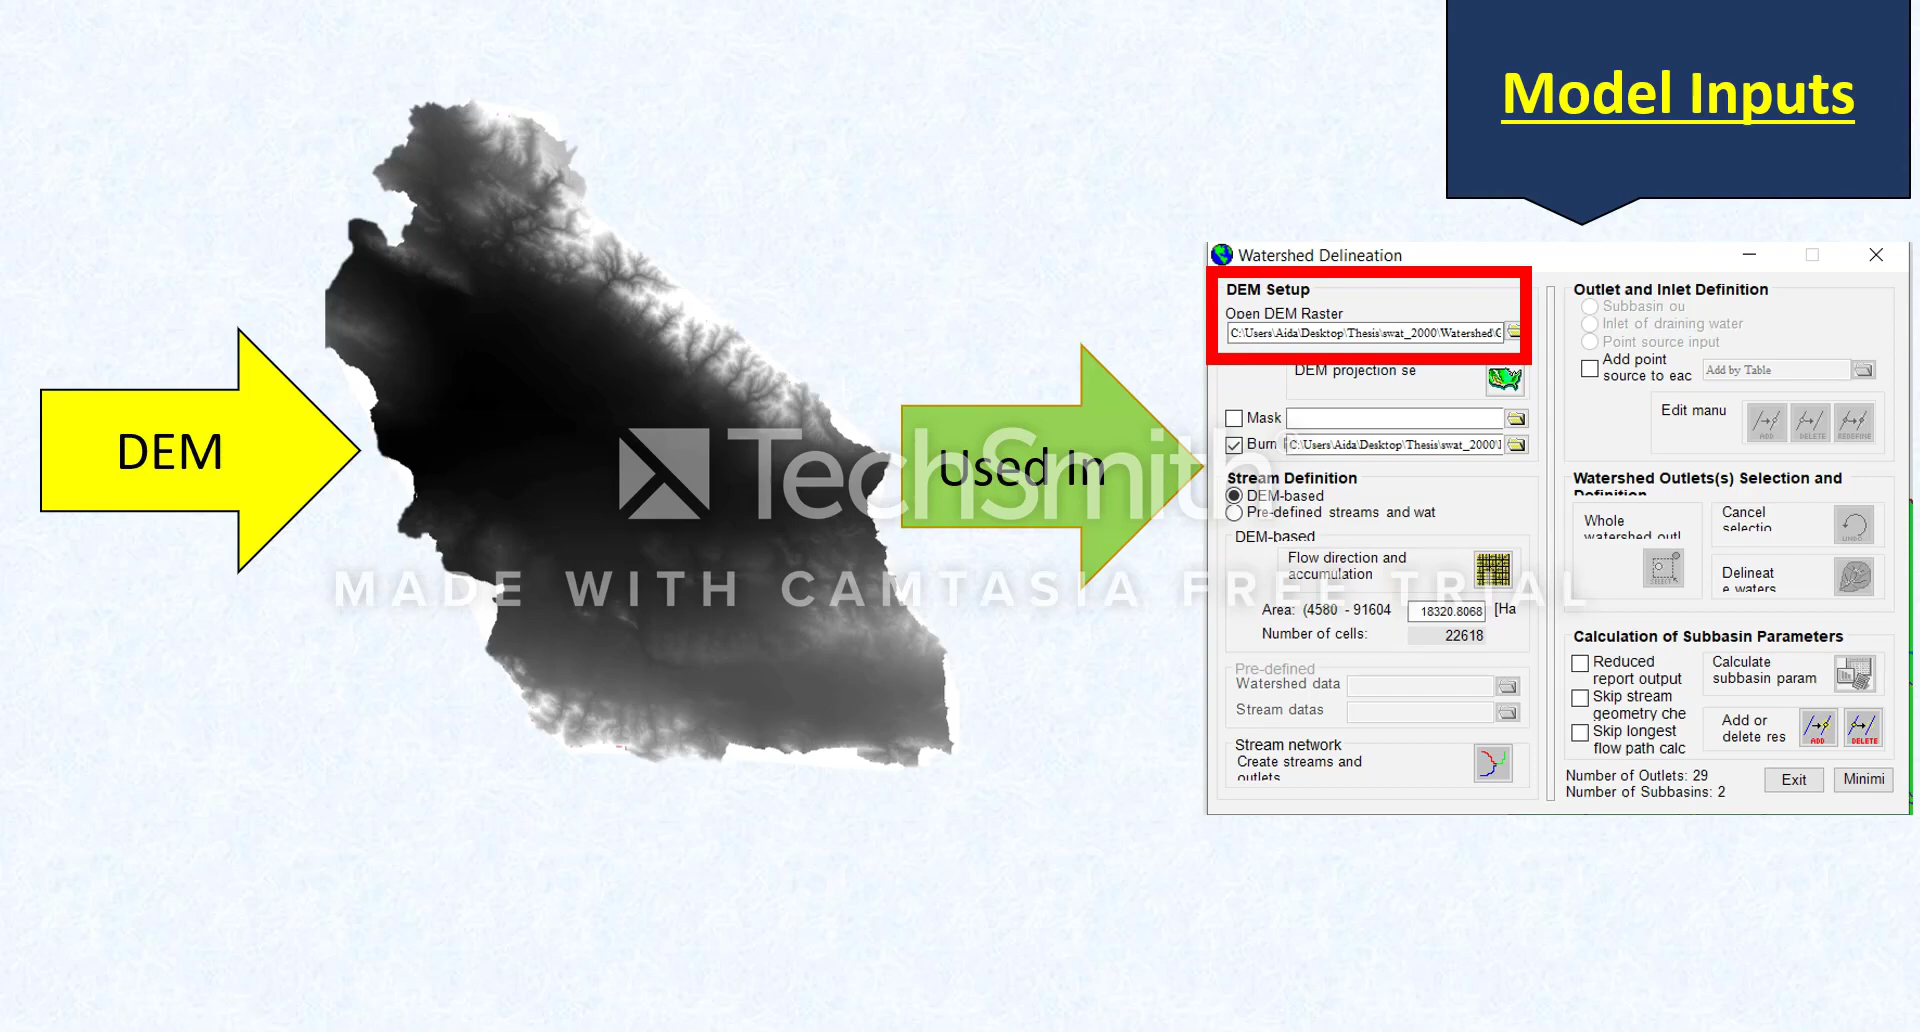 Model Inputs
DEM
Used In
TechSmith
MADE WITH CAMTASIA FREE TRIAL
Watershed Delineation
DEM Setup
Open DEM Raster
C:\Users\Aida\Desktop\Thesis\swat_2000\Watershed\G
DEM projection se
Mask
Burn
C:\Users\Aida\Desktop\Thesis\swat_2000\
Stream Definition
DEM-based
Pre-defined streams and wat
DEM-based
Flow direction and
accumulation
Area: (4580 - 91604
18320.8068
[Ha
Number of cells:
22618
Pre-defined
Watershed data
Stream datas
Stream network
Create streams and
outlets
Outlet and Inlet Definition
Subbasin ou
Inlet of draining water
Point source input
Add point
source to eac
Add by Table
Edit manu
ADD
DELETE
REDEFINE
Watershed Outlets(s) Selection and
Definition
Whole
watershed outl
SELECT
Cancel
selectio
UNDO
Delineat
e waters
Calculation of Subbasin Parameters
Reduced
report output
Skip stream
geometry che
Skip longest
flow path calc
Calculate
subbasin param
Add or
delete res
ADD
DELETE
Number of Outlets: 29
Number of Subbasins: 2
Exit
Minimi